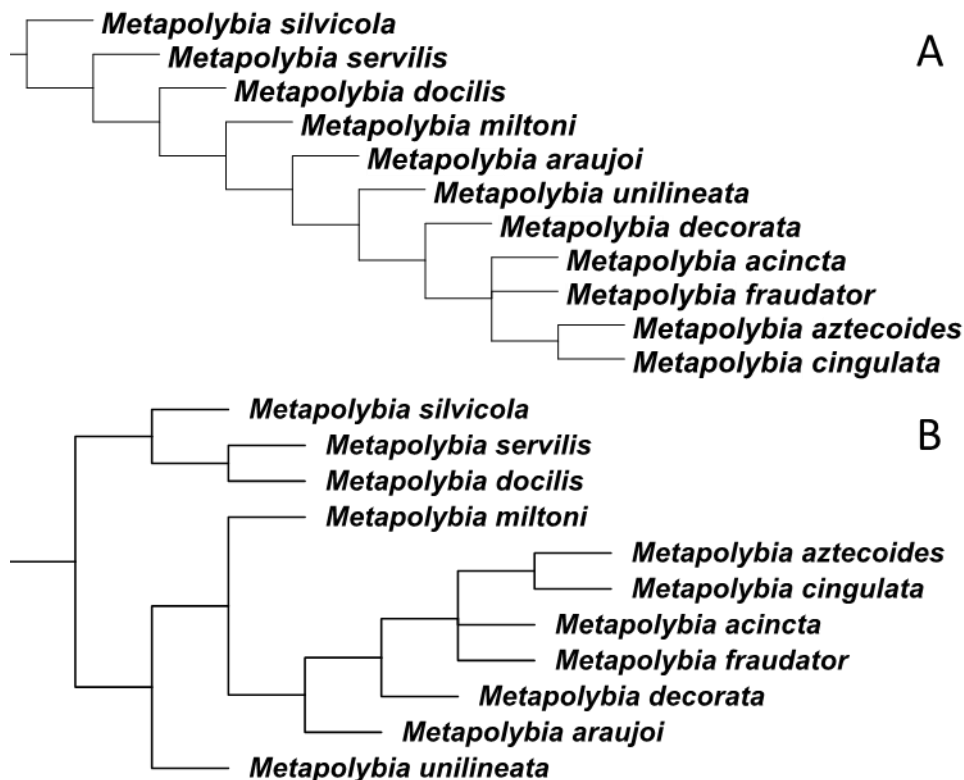 Metapolybia silvicola
A
Metapolybia servilis
Metapolybia docilis
Metapolybia miltoni
Metapolybia araujoi
Metapolybia unilineata
Metapolybia decorata
Metapolybia acincta
Metapolybia fraudator
Metapolybia aztecoides
Metapolybia cingulata
Metapolybia silvicola
B
Metapolybia servilis
Metapolybia docilis
Metapolybia miltoni
Metapolybia aztecoides
Metapolybia cingulata
Metapolybia acincta
Metapolybia fraudator
Metapolybia decorata
Metapolybia araujoi
Metapolybia unilineata